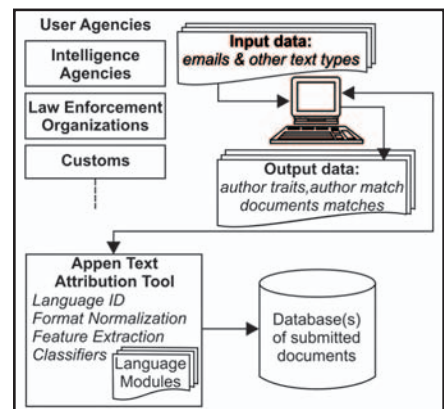 User Agencies
Intelligence
Agencies
Law Enforcement
Organizations
Customs
Input data:
emails & other text types
Output data:
author traits,author match
documents matches
Appen Text
Attribution Tool
Language ID
Format Normalization
Feature Extraction
Classifiers
Language
Modules
Database(s)
of submitted
documents